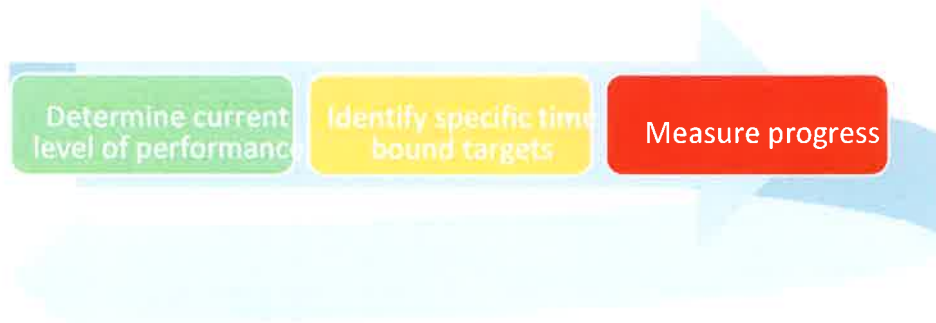 Determine current
level of performance
Identify specific time
bound targets
Measure progress